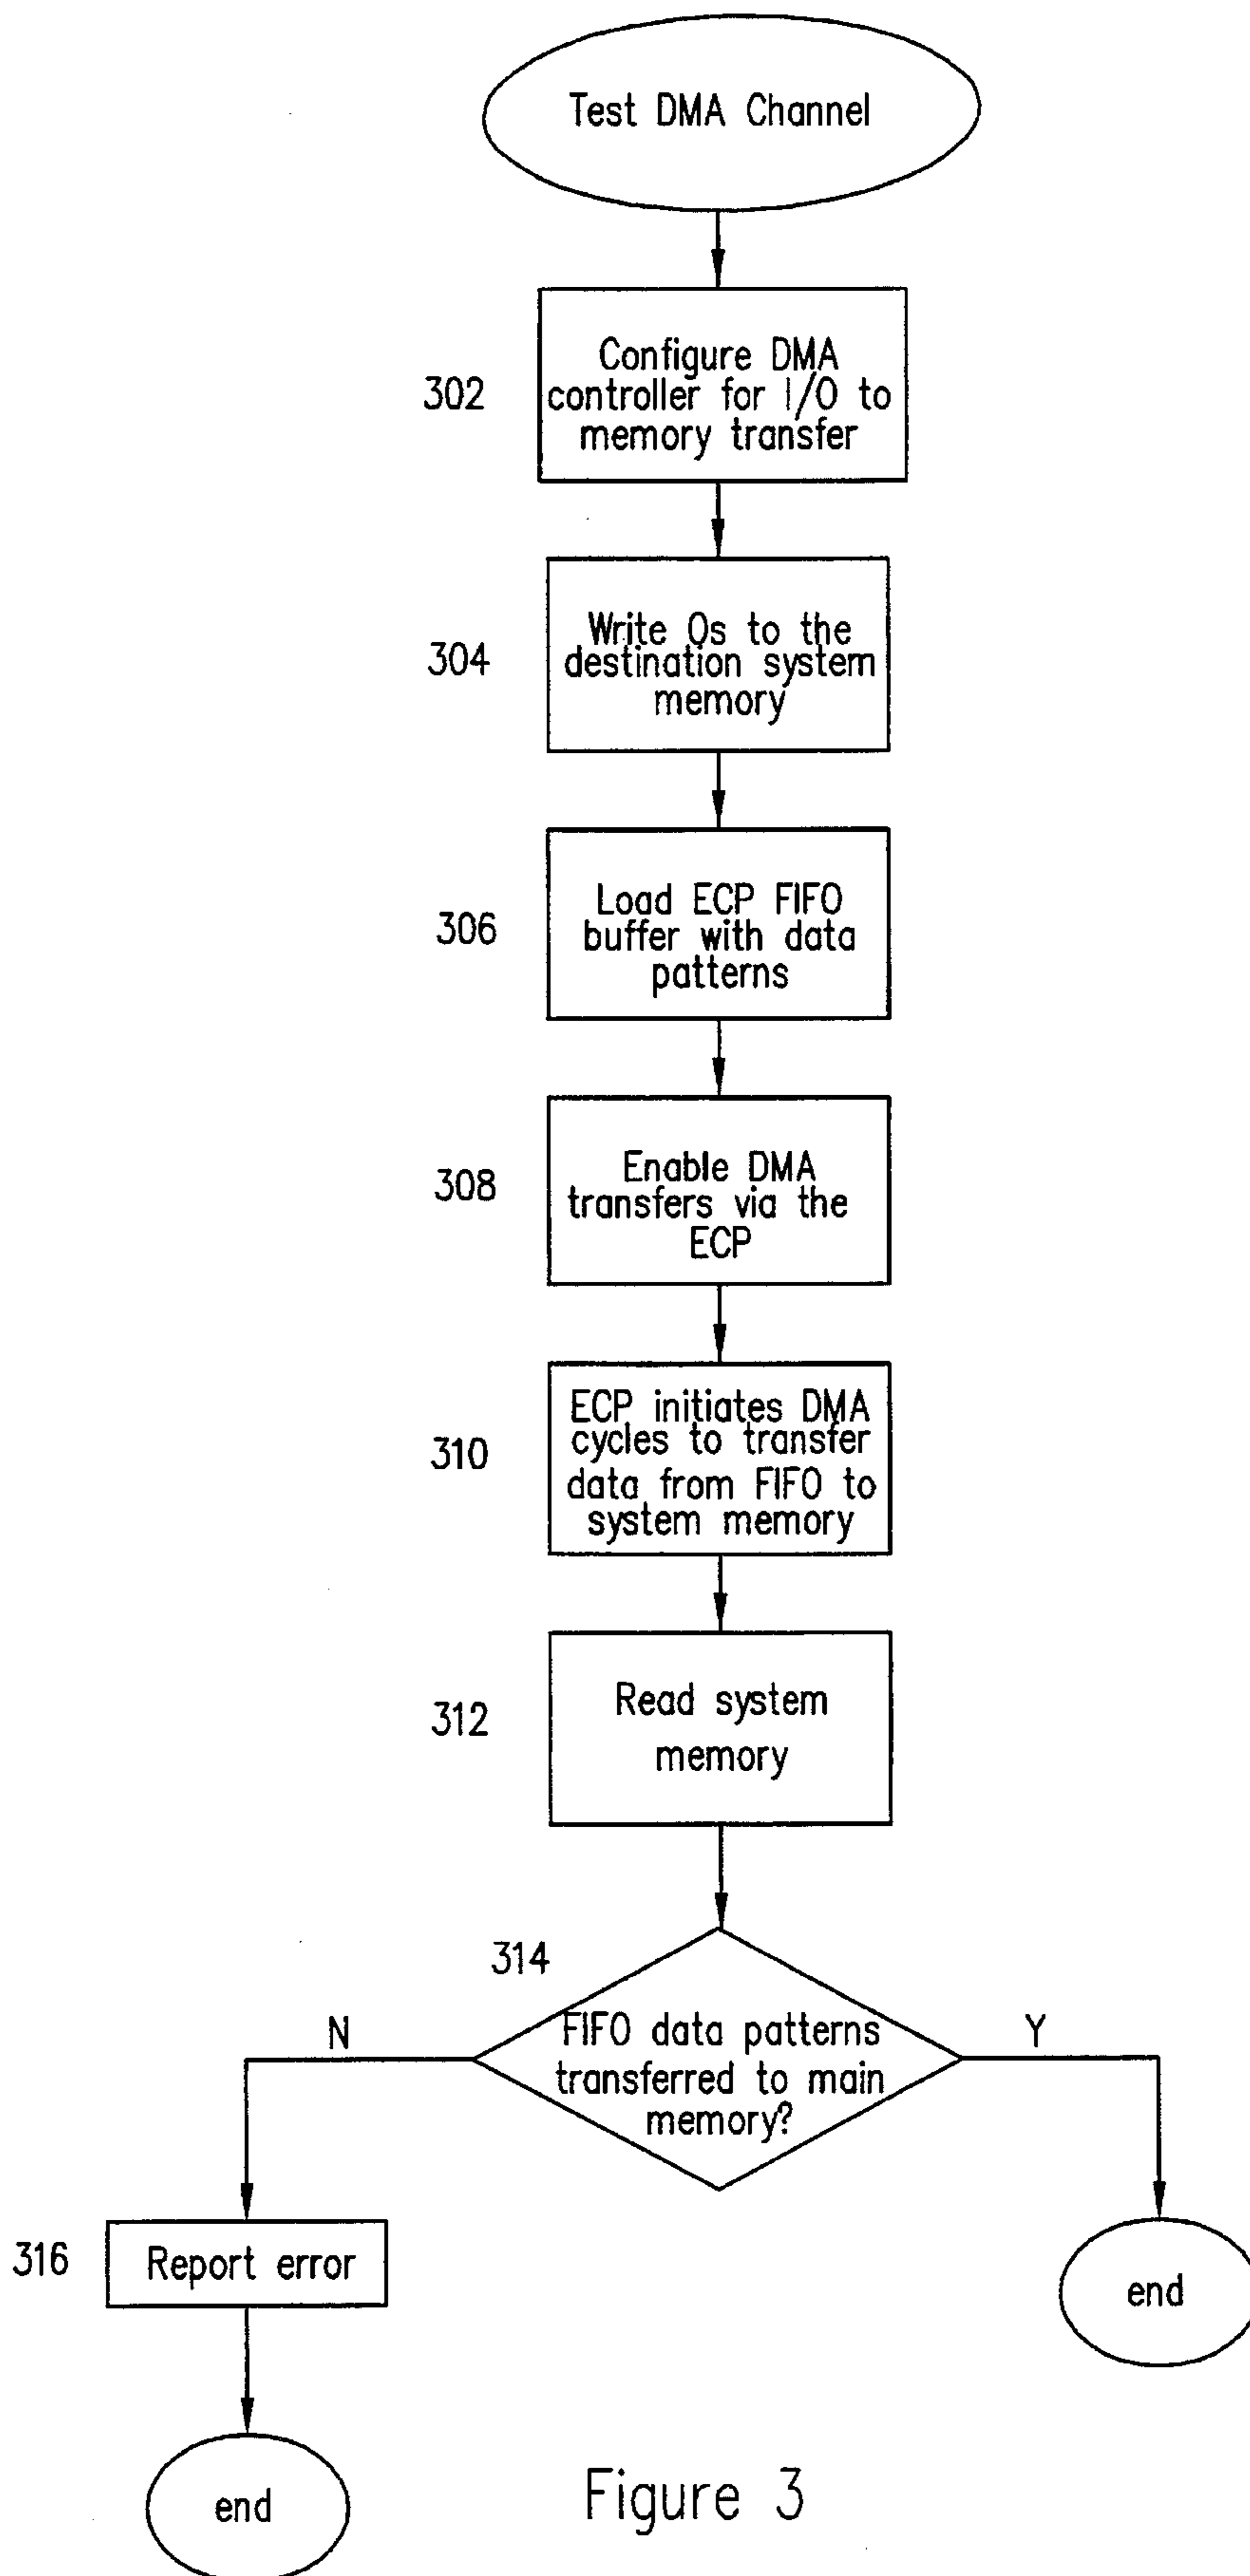 Test DMA Channel
302
Configure DMA
controller for I/O to
memory transfer
304
Write 0s to the
destination system
memory
306
Load ECP FIFO
buffer with data
patterns
308
Enable DMA
transfers via the
ECP
310
ECP initiates DMA
cycles to transfer
data from FIFO to
system memory
312
Read system
memory
314
FIFO data patterns
transferred to main
memory?
N
Y
316
Report error
end
end
Figure 3